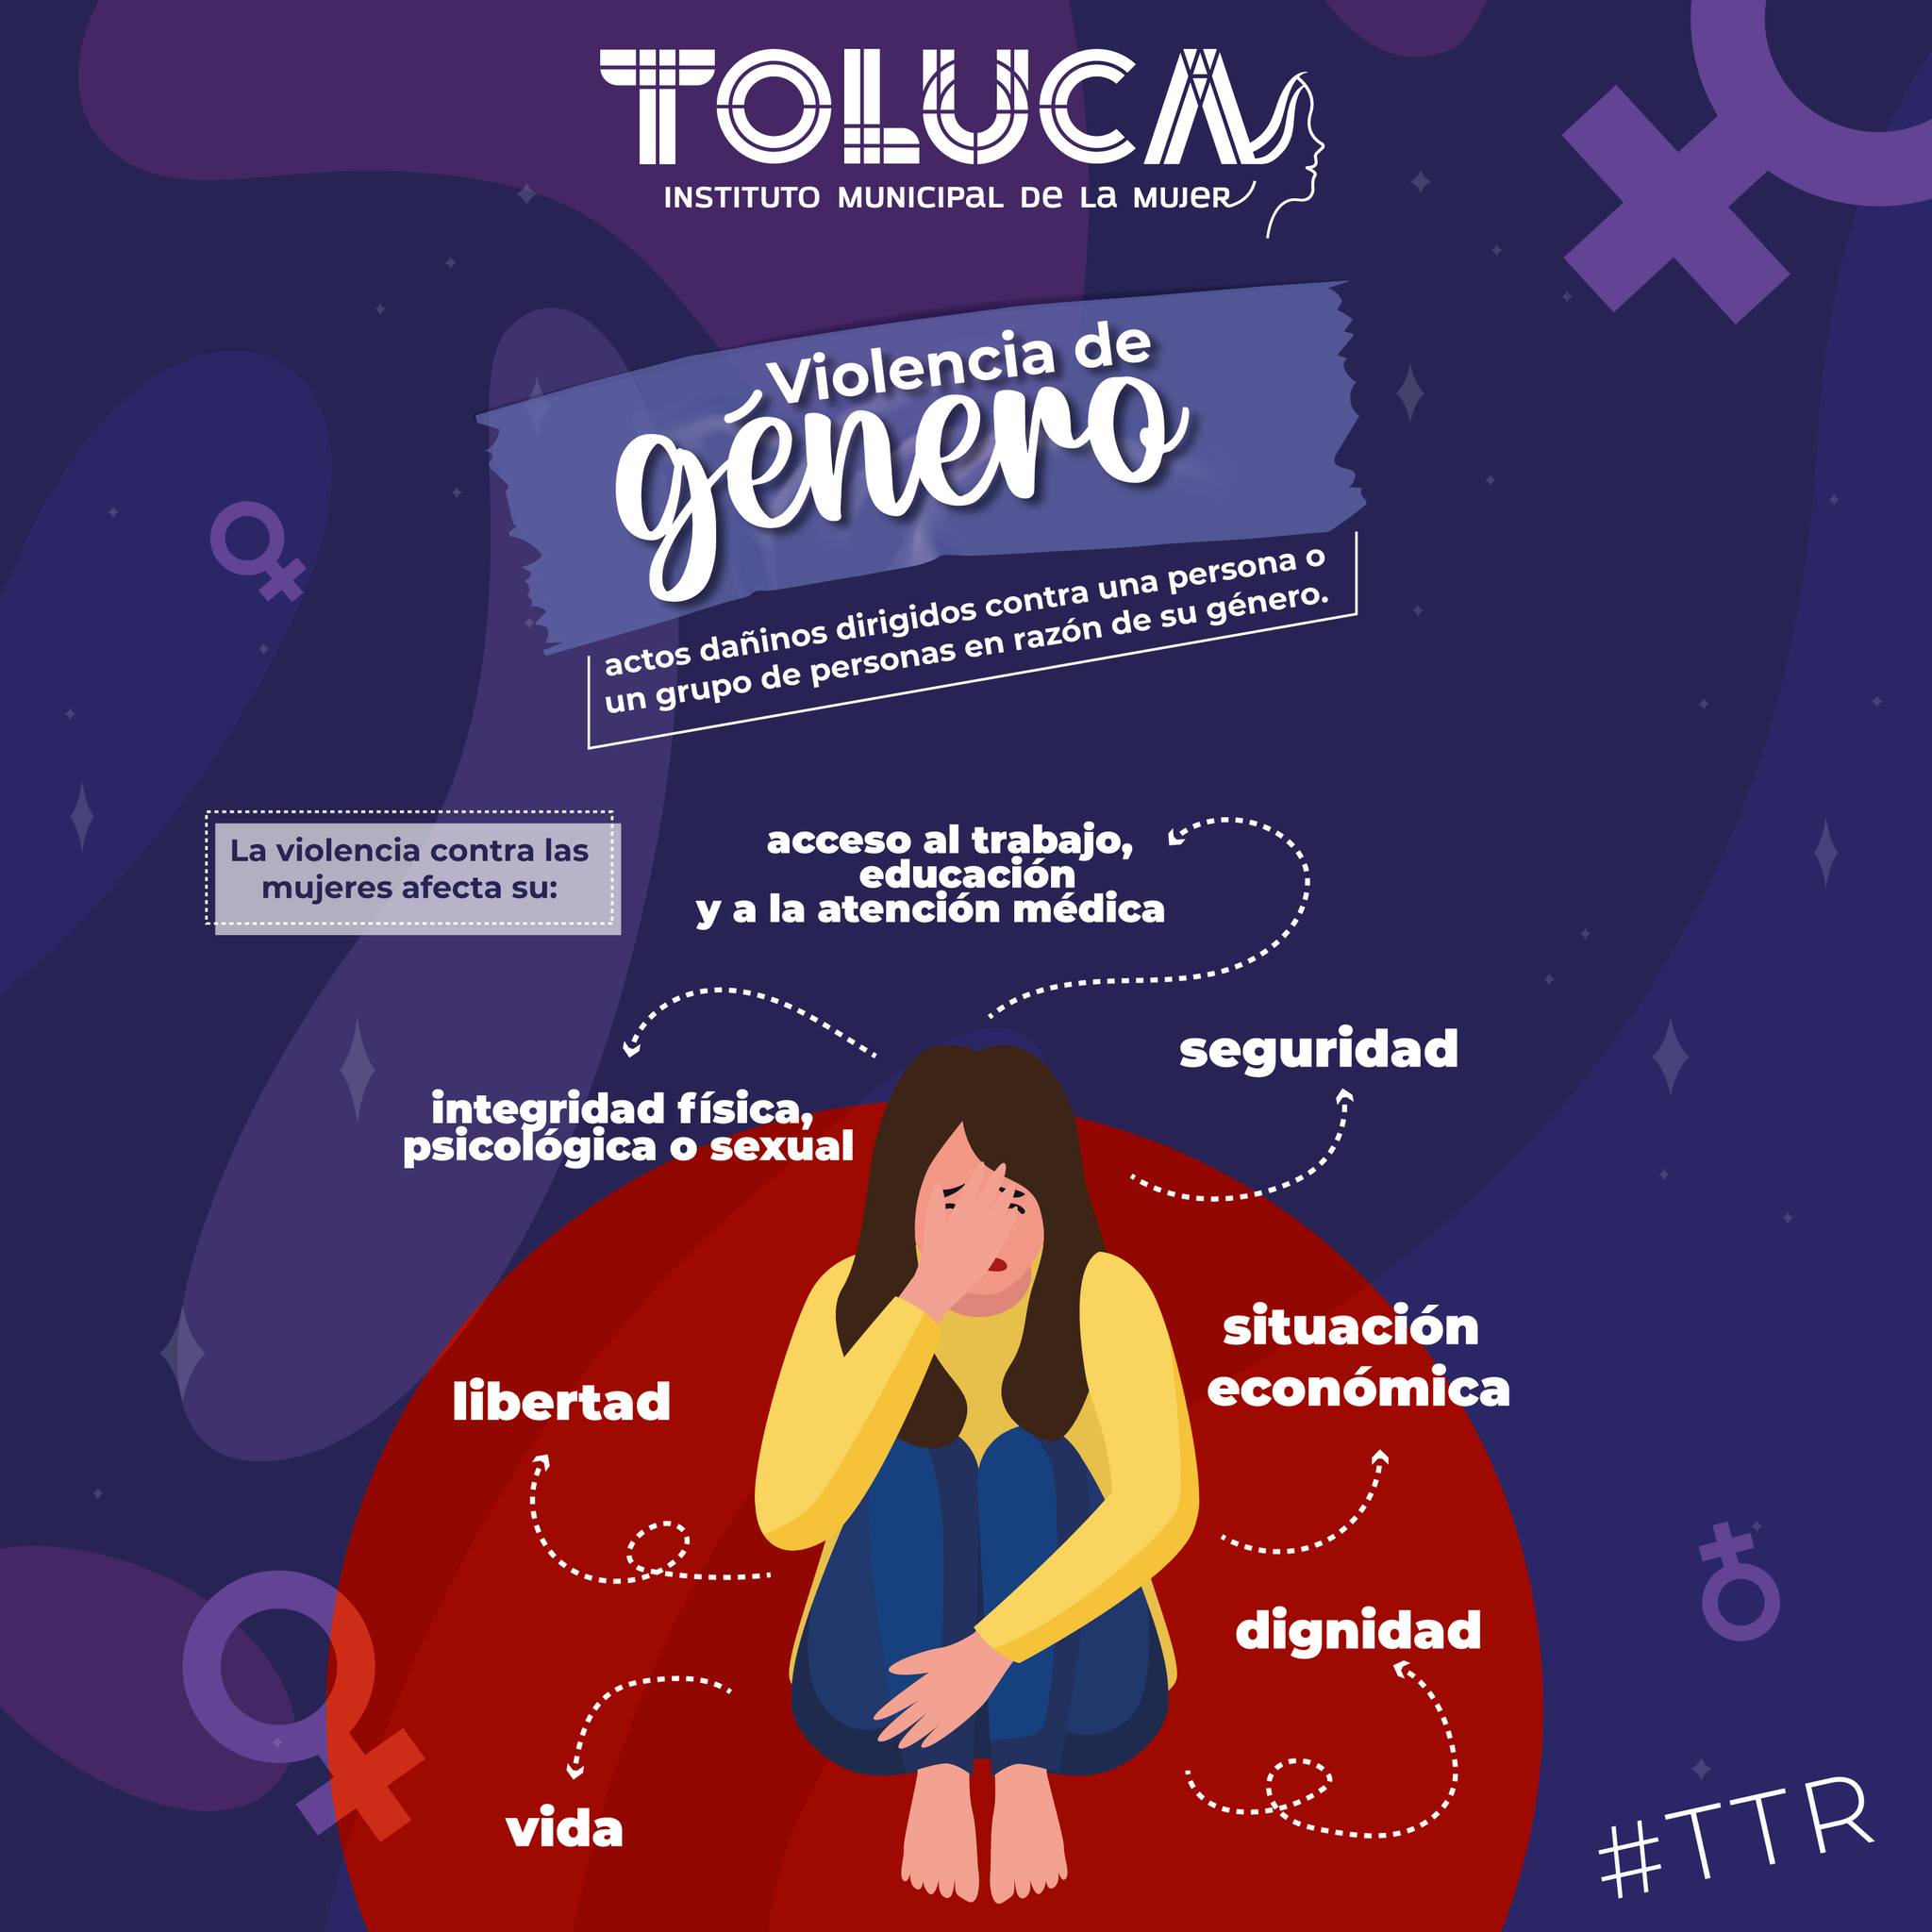 TOLUCA
INSTITUTO MUNICIPAL DE La MUJER
Violencia de
género
actos dañinos dirigidos contra una persona o
un grupo de personas en razón de su género.
La violencia contra las
mujeres afecta su:
acceso al trabajo,
educación
y a la atención médica
integridad física,
psicológica o sexual
seguridad
situación
económica
libertad
dignidad
vida
#TTR